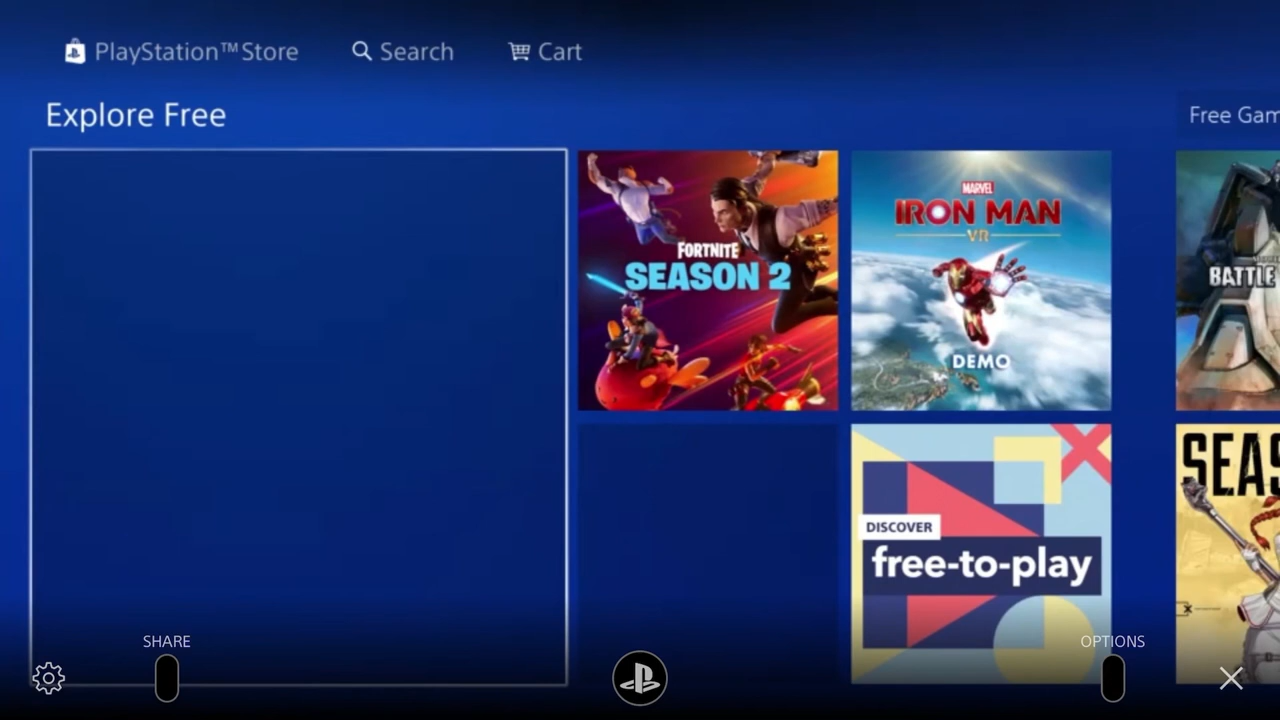 PlayStation™Store
Search
Cart
Explore Free
Free Gam
FORTNITE
SEASON 2
MARVEL
IRON MAN
VR
DEMO
BATTLE
DISCOVER
free-to-play
SEAS
SHARE
OPTIONS